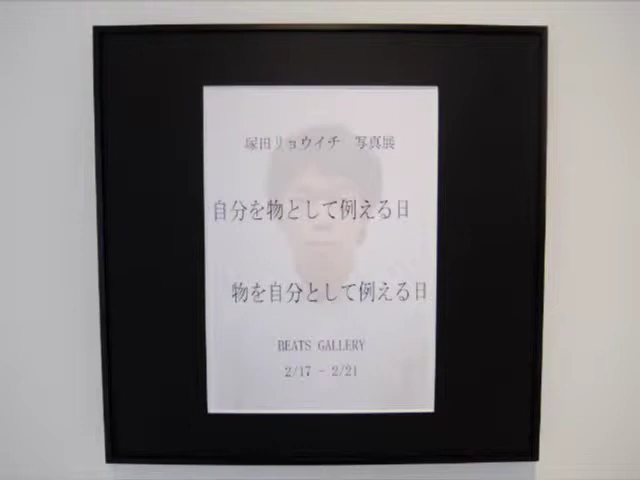 塚田リョウイチ 写真展
自分を物として例える日
物を自分として例える日
BEATS GALLERY
2/17 - 2/21